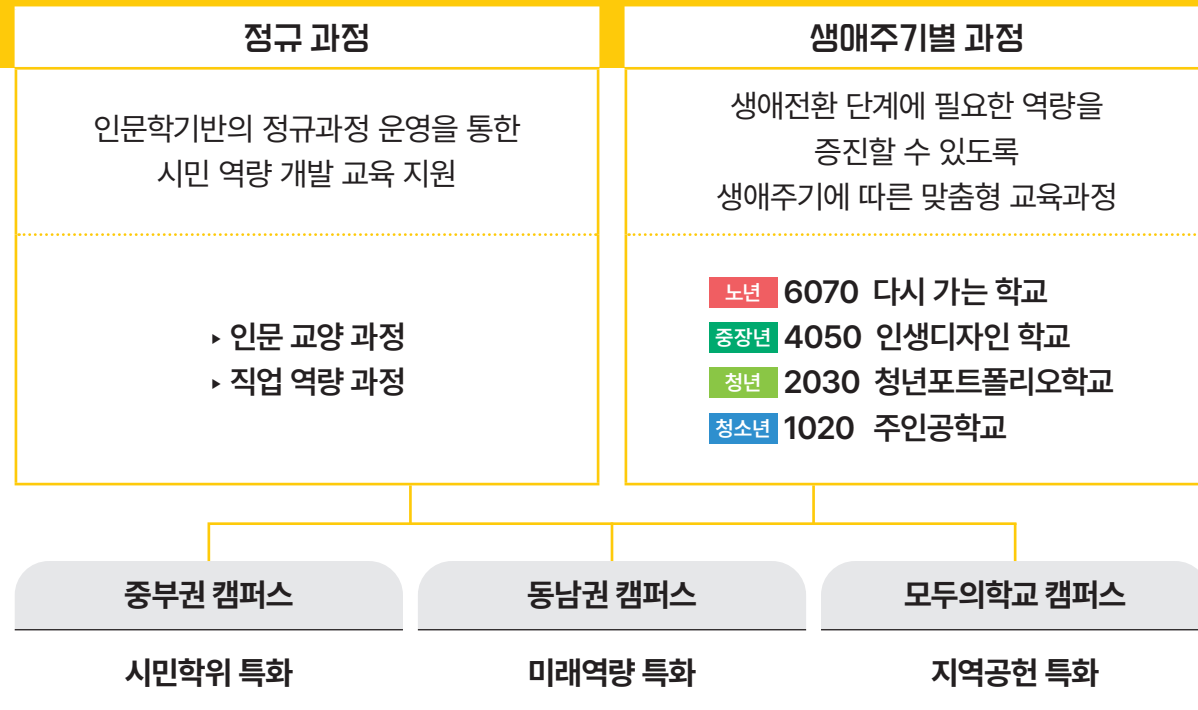 정규 과정
인문학기반의 정규과정 운영을 통한
시민 역량 개발 교육 지원
▸ 인문 교양 과정
▸ 직업 역량 과정
생애주기별 과정
생애전환 단계에 필요한 역량을
증진할 수 있도록
생애주기에 따른 맞춤형 교육과정
노년 6070 다시 가는 학교
중장년 4050 인생디자인 학교
청년 2030 청년포트폴리오학교
청소년 1020 주인공학교
중부권 캠퍼스
시민학위 특화
동남권 캠퍼스
미래역량 특화
모두의학교 캠퍼스
지역공헌 특화